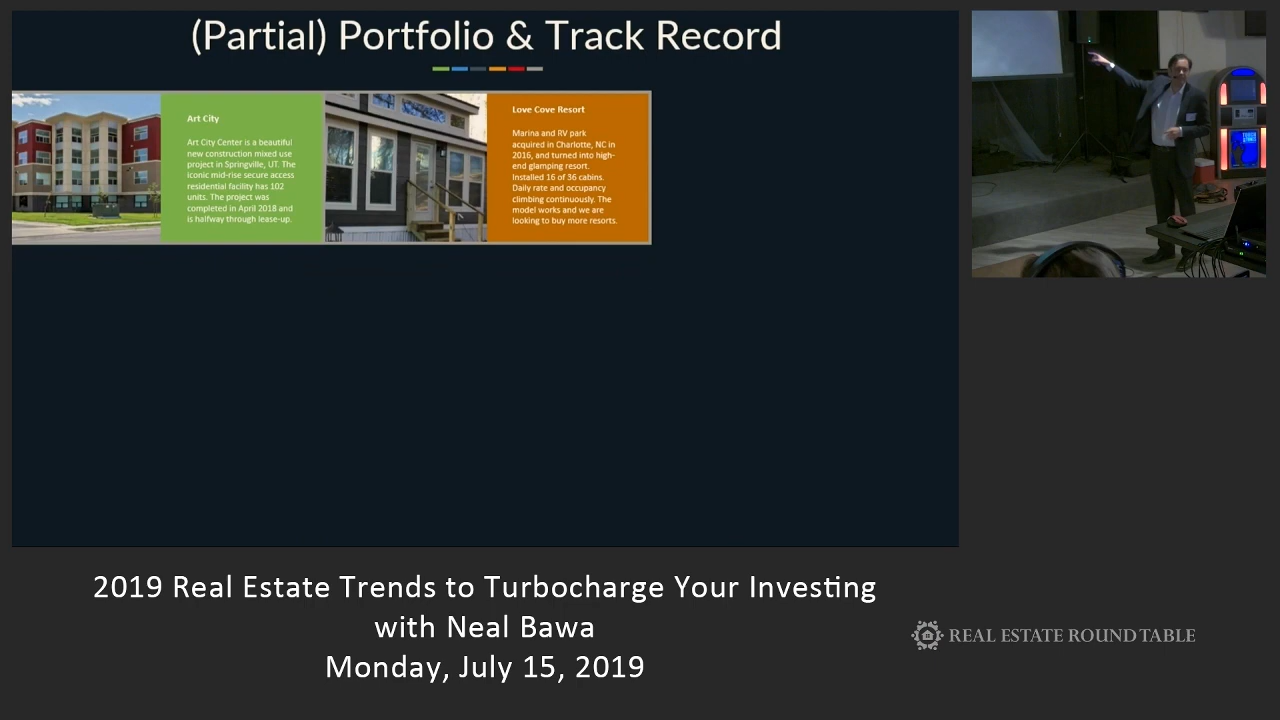 (Partial) Portfolio & Track Record
Art City
Art City Center is a beautiful
new construction mixed use
project in Springville, UT. The
iconic mid-rise secure access
residential facility has 102
units. The project was
completed in April 2018 and
is halfway through lease-up.
Love Cove Resort
Marina and RV park
acquired in Charlotte, NC in
2016, and turned into high-
end glamping resort.
Installed 16 of 36 cabins.
Daily rate and occupancy
climbing continuously. The
model works and we are
looking to buy more resorts.
2019 Real Estate Trends to Turbocharge Your Investing
with Neal Bawa
Monday, July 15, 2019
REAL ESTATE ROUND TABLE